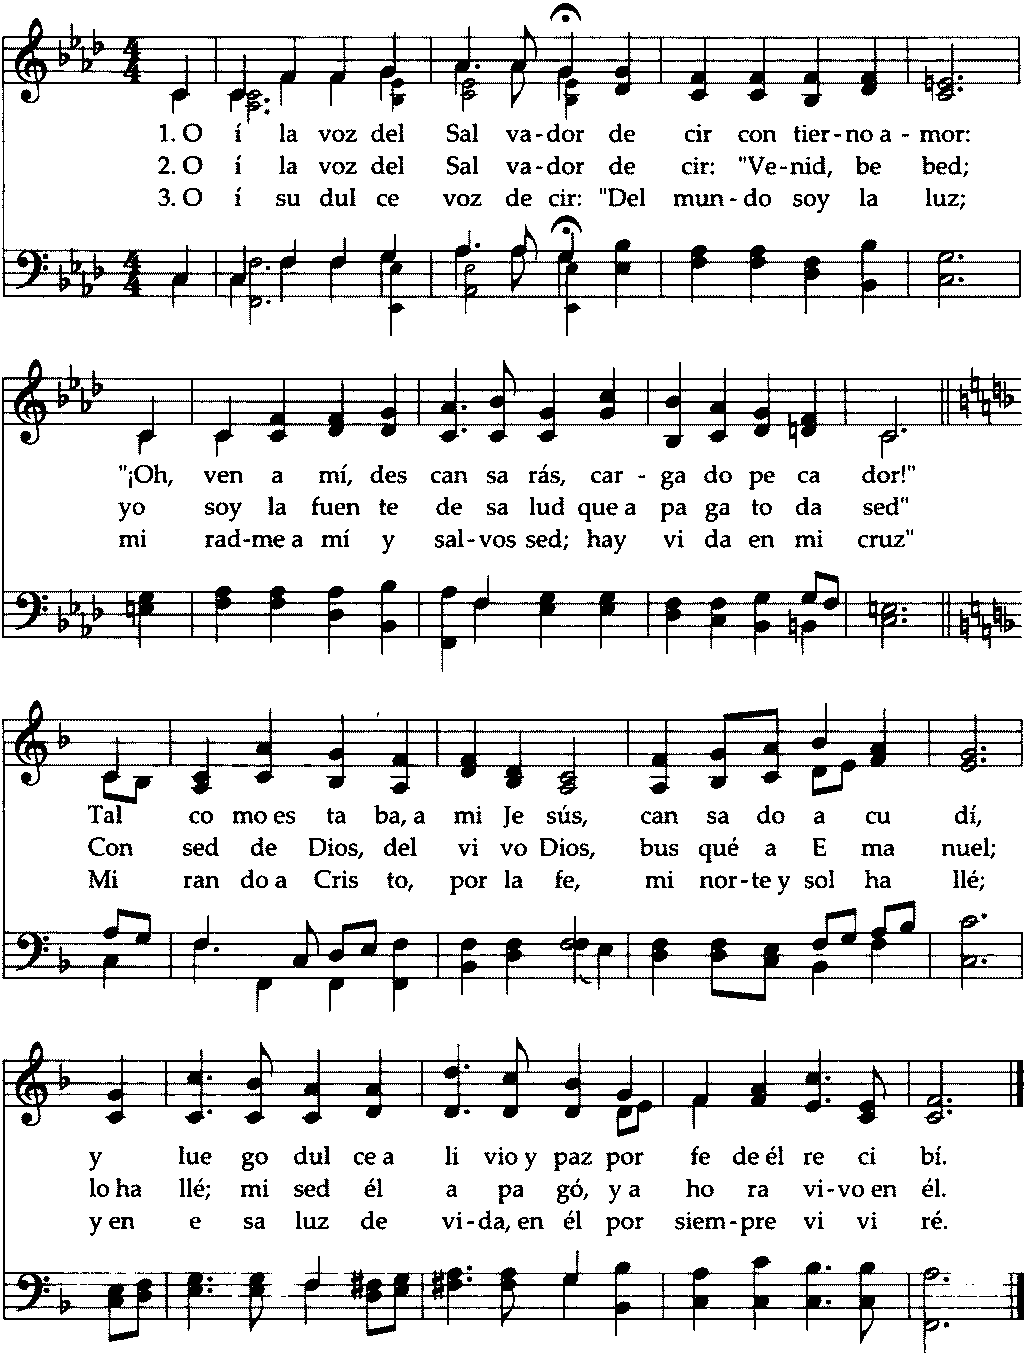 1. O í la voz del Sal va-dor de cir con tier-no a-mor:
2. O í la voz del Sal va-dor de cir: "Ve-nid, be bed;
3. O í su dul ce voz de cir: "Del mun-do soy la luz;
"¡Oh, ven a mí, des can sa rás, car-ga do pe ca dor!"
yo soy la fuen te de sa lud que a pa ga to da sed"
mi rad-me a mí y sal-vos sed; hay vi da en mi cruz"
Tal co mo es ta ba, a mi Je sús, can sa do a cu dí,
Con sed de Dios, del vi vo Dios, bus qué a E ma nuel;
Mi ran do a Cris to, por la fe, mi nor-te y sol ha llé;
y lue go dul ce a li vio y paz por fe de él re ci bí.
lo ha llé; mi sed él a pa gó, y a ho ra vi-vo en él.
y en e sa luz de vi-da, en él por siem-pre vi vi ré.